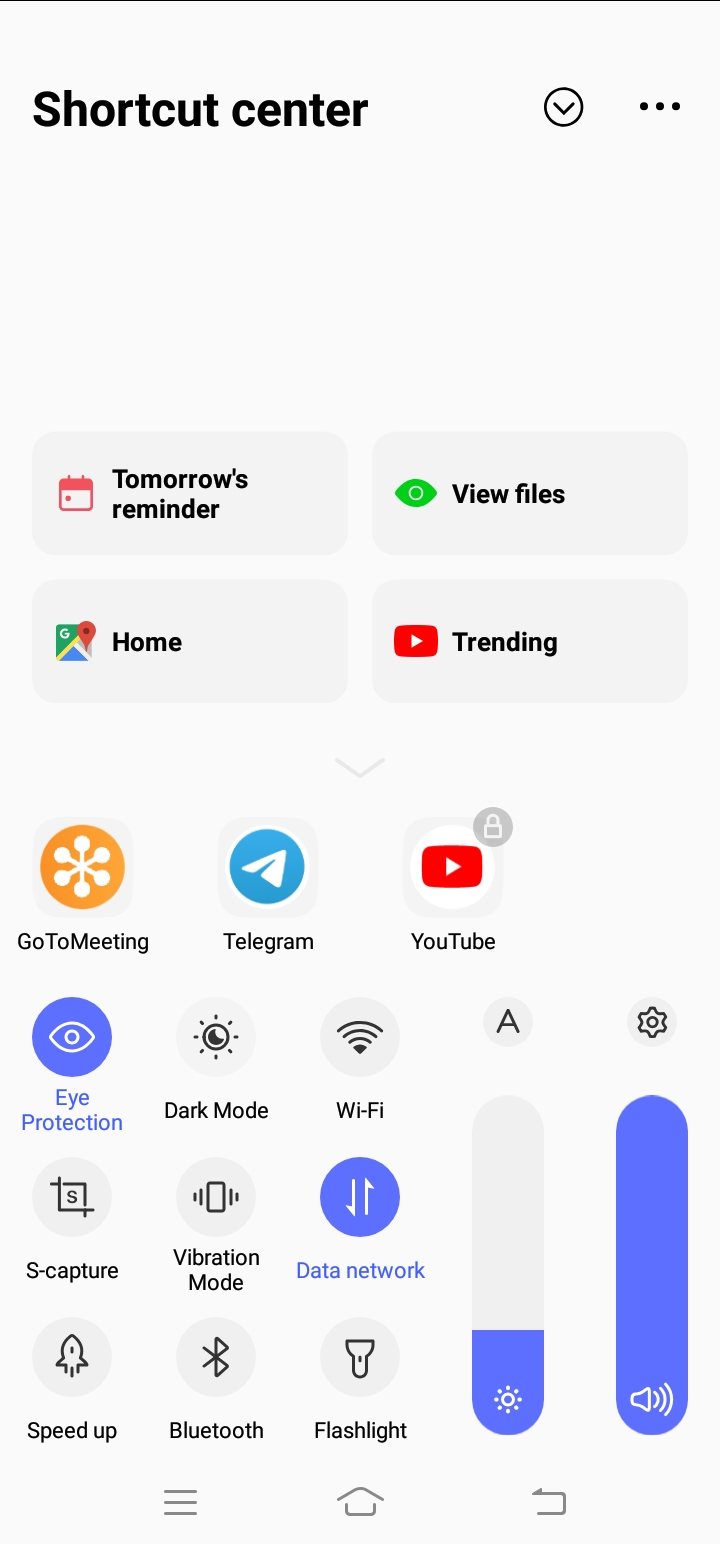 Shortcut center
Tomorrow's
reminder
View files
G
Home
Trending
GoToMeeting
Telegram
YouTube
A
Eye
Protection
Dark Mode
Wi-Fi
S
S-capture
Vibration
Mode
Data network
Speed up
Bluetooth
Flashlight